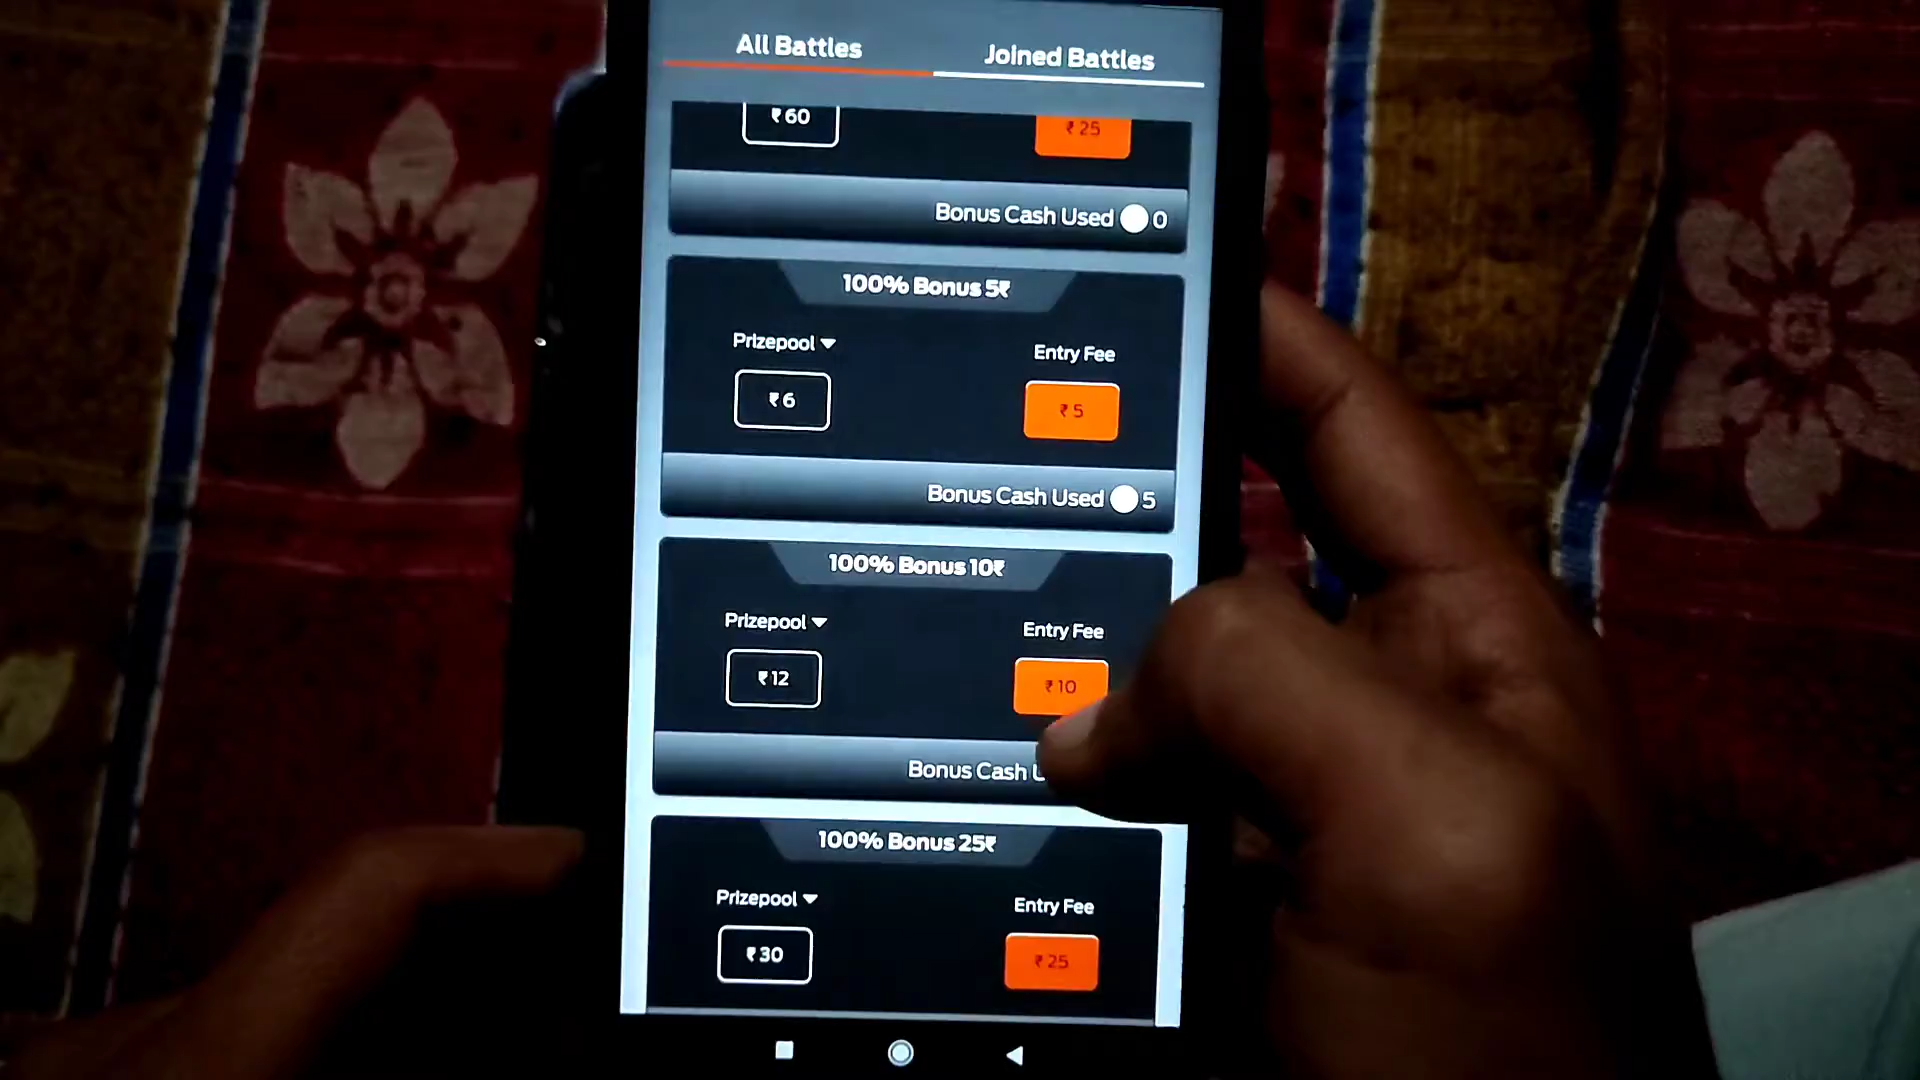 All Battles
Joined Battles
₹60
₹25
Bonus Cash Used 0
100% Bonus 5₹
Prizepool
Entry Fee
₹6
₹5
Bonus Cash Used 5
100% Bonus 10₹
Prizepool
Entry Fee
₹12
₹10
Bonus Cash
100% Bonus 25₹
Prizepool
Entry Fee
₹30
₹25